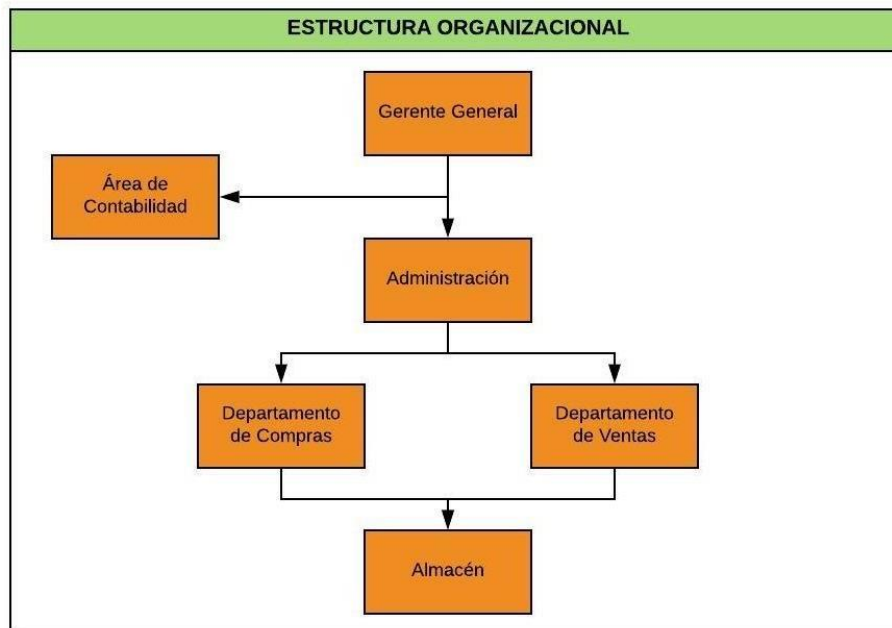 ESTRUCTURA ORGANIZACIONAL
Gerente General
Área de
Contabilidad
Administración
Departamento
de Compras
Departamento
de Ventas
Almacén